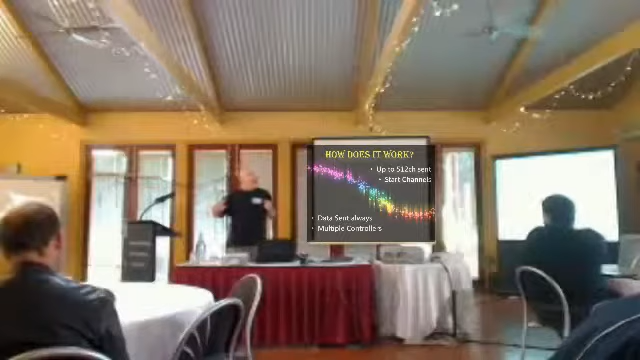 HOW DOES IT WORK?
• Up to 512ch sent
• Start Channels
• Data Sent always
• Multiple Controllers